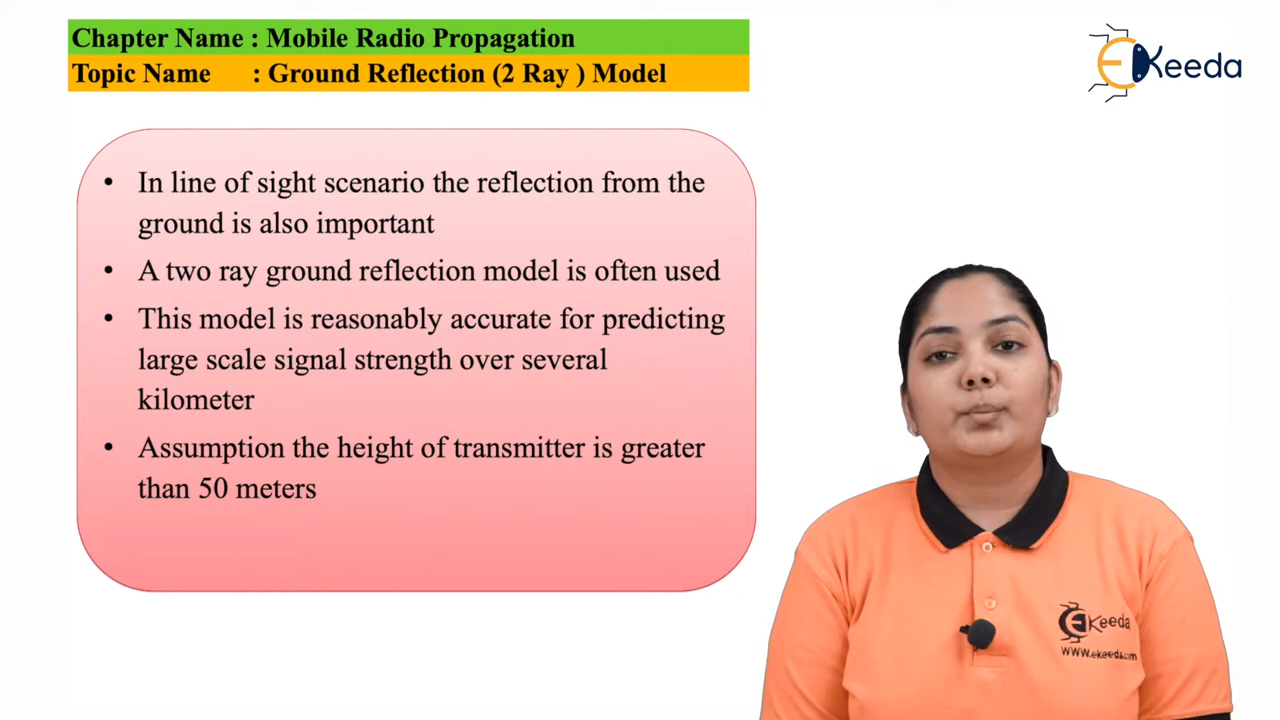 Chapter Name : Mobile Radio Propagation
Topic Name : Ground Reflection (2 Ray ) Model
EKeeda
• In line of sight scenario the reflection from the
ground is also important
• A two ray ground reflection model is often used
• This model is reasonably accurate for predicting
large scale signal strength over several
kilometer
• Assumption the height of transmitter is greater
than 50 meters
EKeeda
www.ekeeda.com